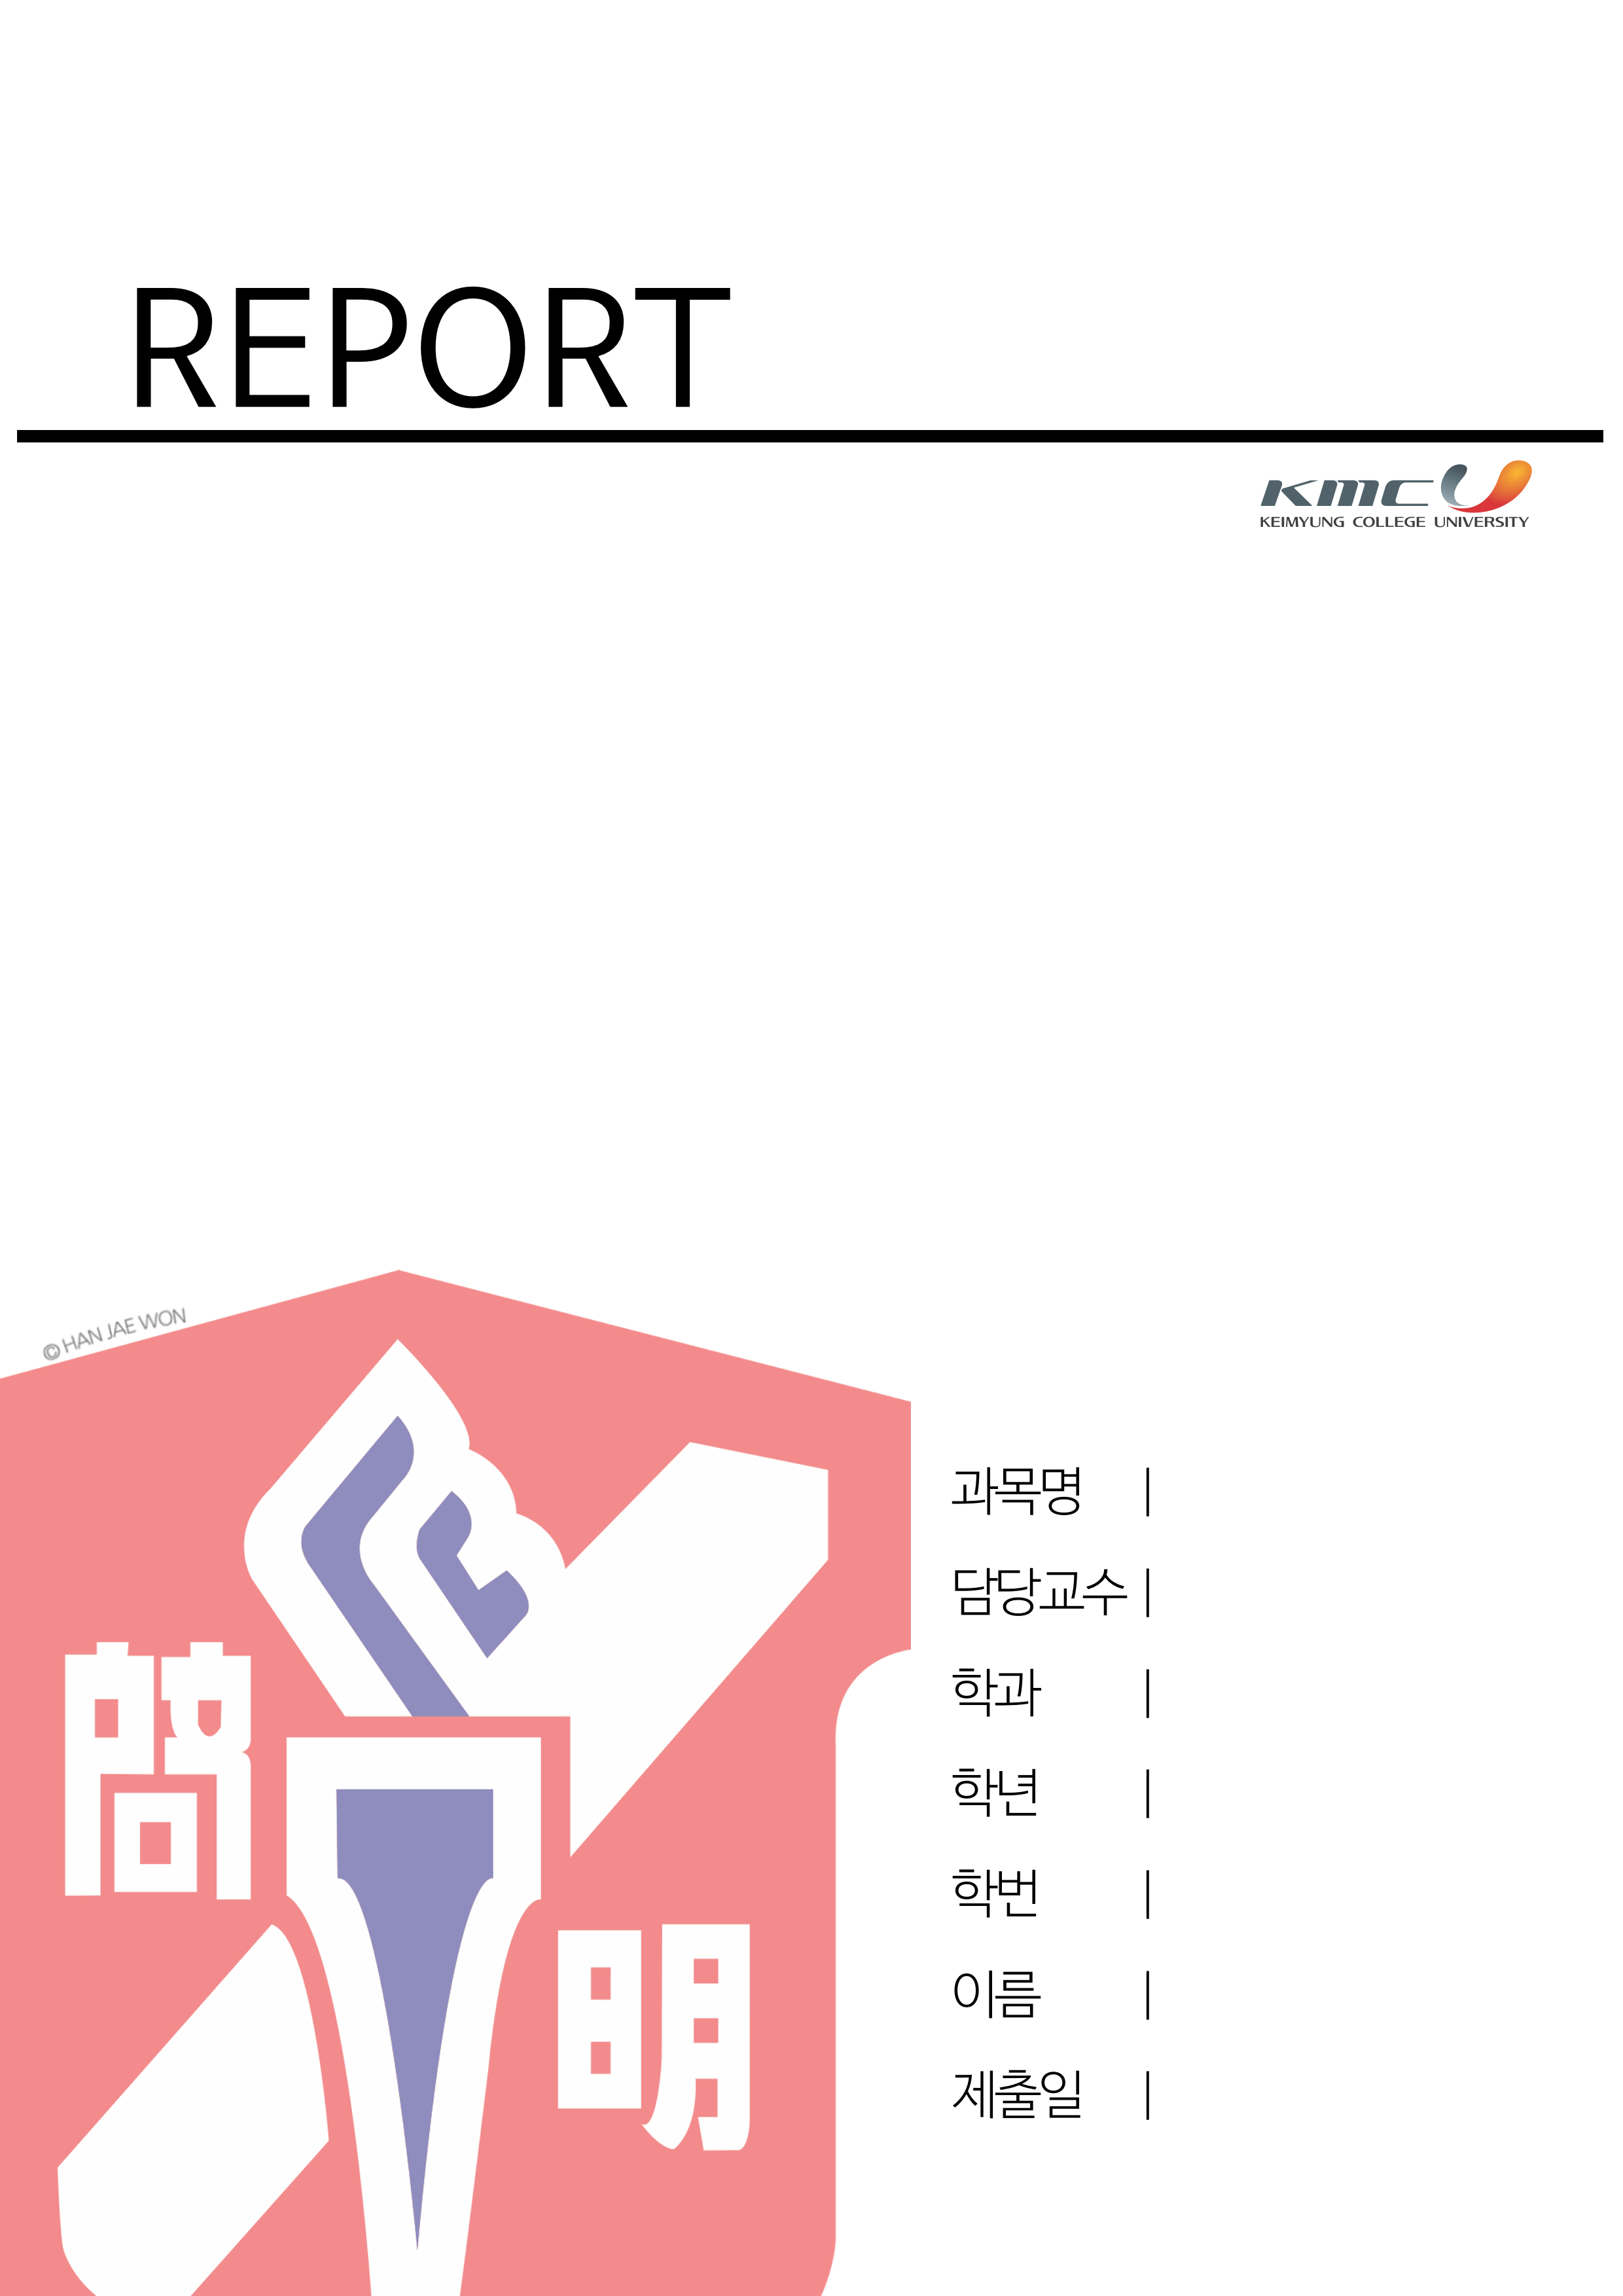 REPORT
KMCU
KEIMYUNG COLLEGE UNIVERSITY
© HAN JAE WON
과목명 |
담당교수 |
학과 |
학년 |
학번 |
이름 |
제출일 |
啓
明